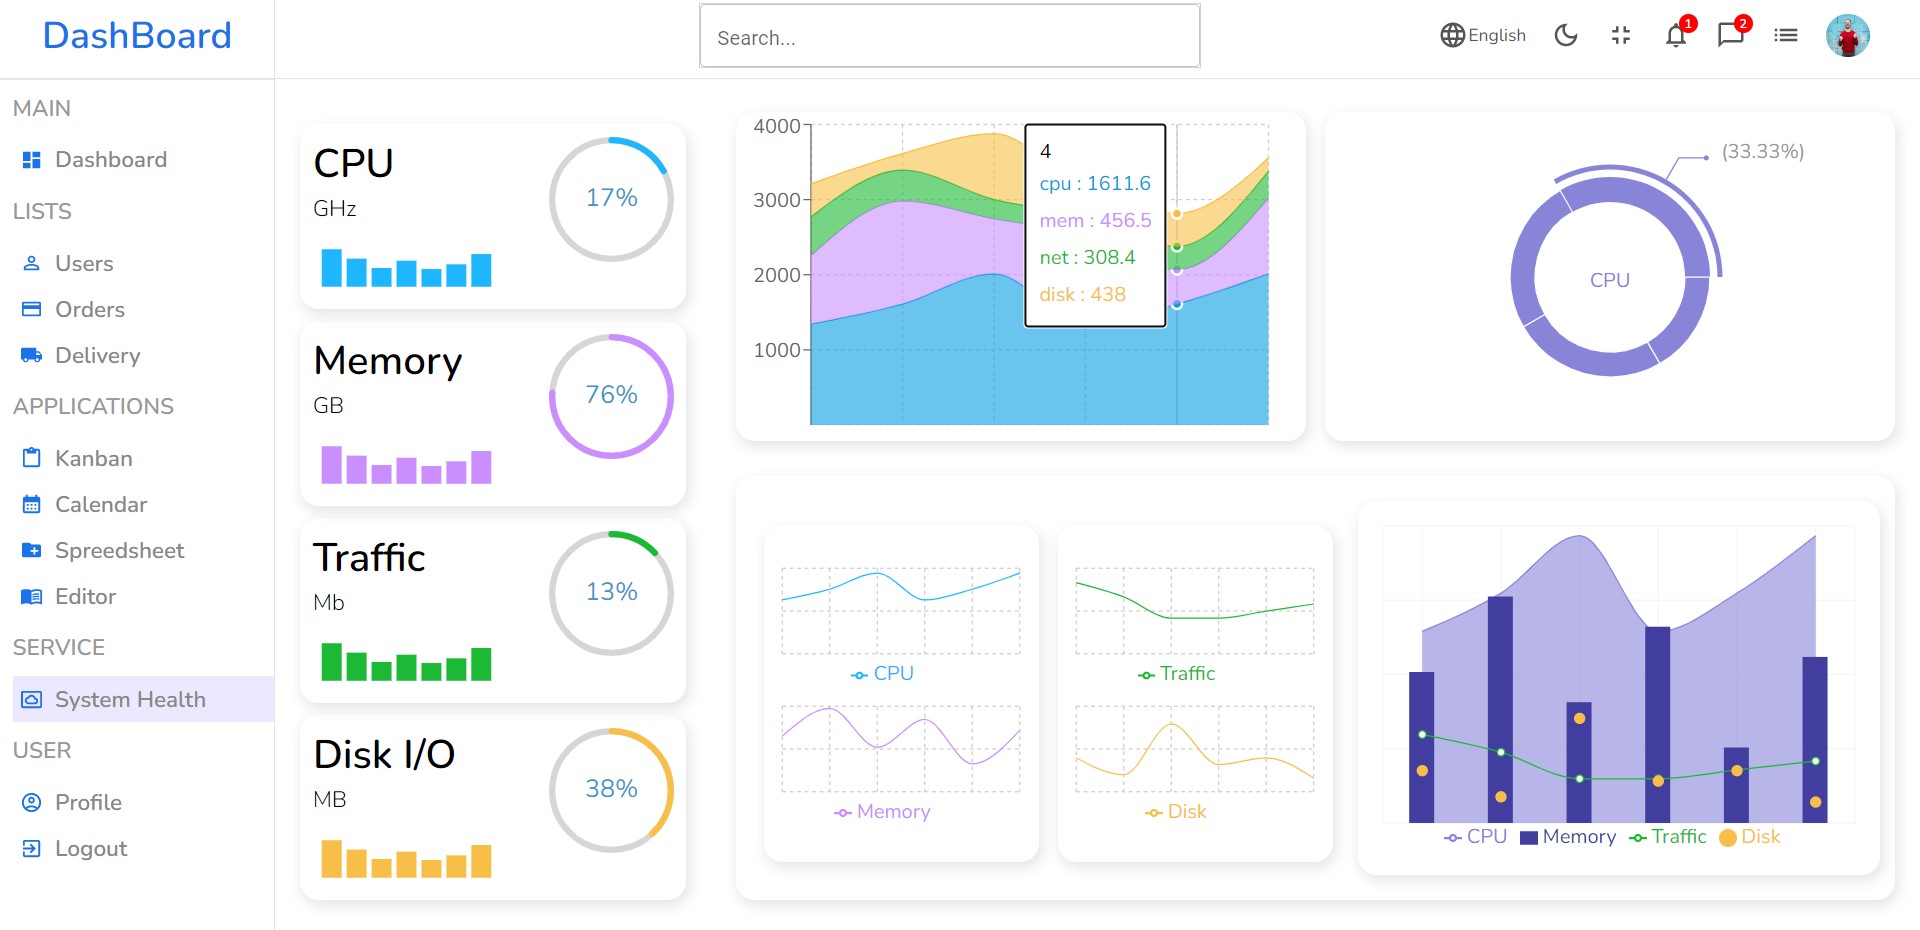 DashBoard
Search...
English
1
2
MAIN
Dashboard
LISTS
Users
Orders
Delivery
APPLICATIONS
Kanban
Calendar
Spreedsheet
Editor
SERVICE
System Health
USER
Profile
Logout
CPU
GHz
17%
Memory
GB
76%
Traffic
Mb
13%
Disk I/O
MB
38%
4000
3000
2000
1000
4
cpu : 1611.6
mem : 456.5
net : 308.4
disk : 438
(33.33%)
CPU
CPU
Memory
Traffic
Disk
CPU Memory Traffic Disk